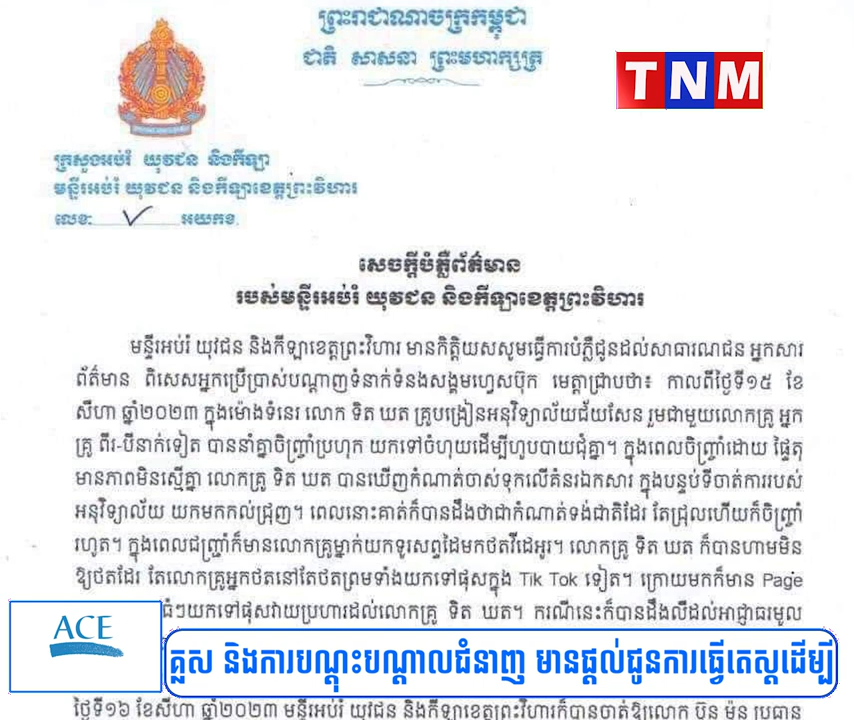 ព្រះរាជាណាចក្រកម្ពុជា
ជាតិ សាសនា ព្រះមហាក្សត្រ
TNM
ក្រសួងអប់រំ យុវជន និងកីឡា
មន្ទីរអប់រំ យុវជន និងកីឡាខេត្តព្រះវិហារ
លេខ: អយកខ.
សេចក្តីបំភ្លឺព័ត៌មាន
របស់មន្ទីរអប់រំ យុវជន និងកីឡាខេត្តព្រះវិហារ
មន្ទីរអប់រំ យុវជន និងកីឡាខេត្តព្រះវិហារ មានកិត្តិយសសូមធ្វើការបំភ្លឺជូនដល់សាធារណជន អ្នកសារ
ព័ត៌មាន ពិសេសអ្នកប្រើប្រាស់បណ្តាញទំនាក់ទំនងសង្គមហ្វេសប៊ុក មេត្តាជ្រាបថា៖ កាលពីថ្ងៃទី១៥ ខែ
សីហា ឆ្នាំ២០២៣ ក្នុងម៉ោងទំនេរ លោក ទិត ឃត គ្រូបង្រៀនអនុវិទ្យាល័យជ័យសែន រួមជាមួយលោកគ្រូ អ្នក
គ្រូ ពីរ-បីនាក់ទៀត បាននាំគ្នាចិញ្ច្រាំប្រហុក យកទៅចំហុយដើម្បីហូបបាយជុំគ្នា។ ក្នុងពេលចិញ្ច្រាំដោយ ផ្ទៃតុ
មានភាពមិនស្មើគ្នា លោកគ្រូ ទិត ឃត បានឃើញកំណាត់ចាស់ទុកលើគំនរឯកសារ ក្នុងបន្ទប់ទីចាត់ការរបស់
អនុវិទ្យាល័យ យកមកកល់ជ្រុញ។ ពេលនោះគាត់ក៏បានដឹងថាជាកំណាត់ទង់ជាតិដែរ តែជ្រុលហើយក៏ចិញ្ច្រាំ
រហូត។ ក្នុងពេលជញ្ច្រាំក៏មានលោកគ្រូម្នាក់យកទូរសព្ទដៃមកថតវីដេអូរ។ លោកគ្រូ ទិត ឃត ក៏បានហាមមិន
ឱ្យថតដែរ តែលោកគ្រូអ្នកថតនៅតែថតព្រមទាំងយកទៅផុសក្នុង Tik Tok ទៀត។ ក្រោយមកក៏មាន Page
ធំៗយកទៅផុសវាយប្រហារដល់លោកគ្រូ ទិត ឃត។ ករណីនេះក៏បានដឹងលឺដល់អាជ្ញាធរមូល
ACE
គ្លស និងការបណ្តុះបណ្តាលជំនាញ មានផ្តល់ជូនការធ្វើតេស្តដើម្បី
ថ្ងៃទី១៦ ខែសីហា ឆ្នាំ២០២៣ មន្ទីរអប់រំ យុវជន និងកីឡាខេត្តព្រះវិហារក៏បានចាត់ឱ្យលោក ប៊ុន ម៉ុន ប្រធាន